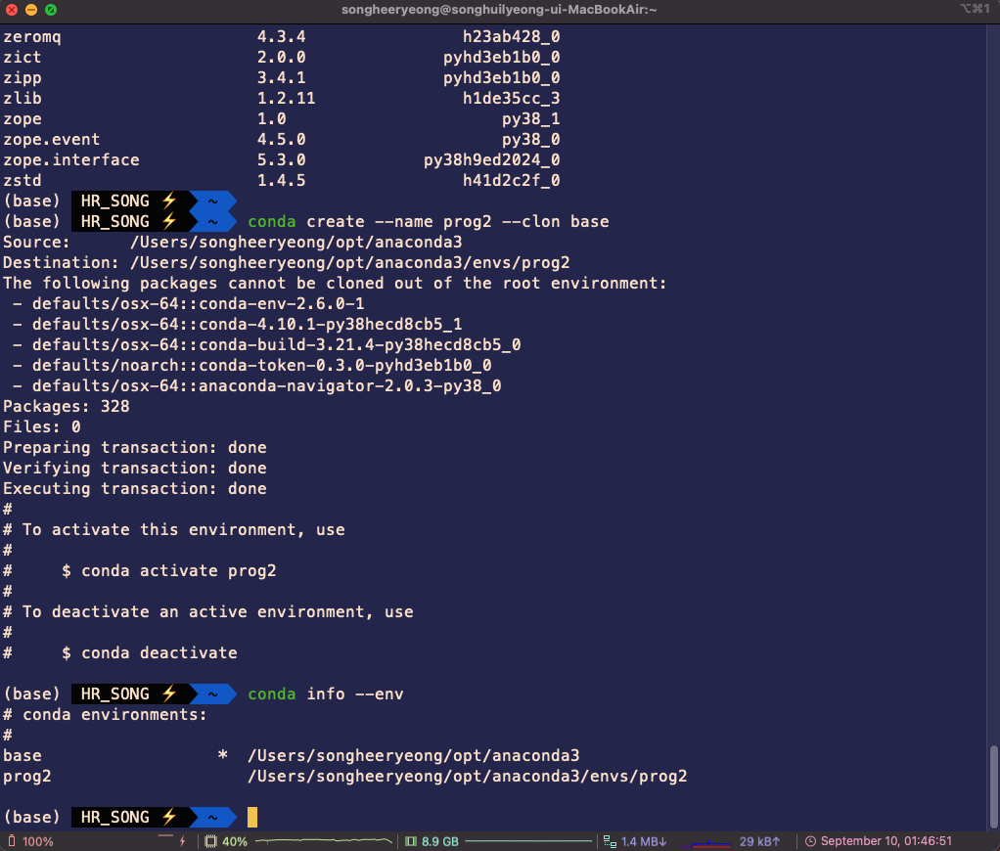 songheeryeong@songhuilyeong-ui-MacBookAir:~ ⌥⌘1
zeromq 4.3.4 h23ab428_0
zict 2.0.0 pyhd3eb1b0_0
zipp 3.4.1 pyhd3eb1b0_0
zlib 1.2.11 h1de35cc_3
zope 1.0 py38_1
zope.event 4.5.0 py38_0
zope.interface 5.3.0 py38h9ed2024_0
zstd 1.4.5 h41d2c2f_0
(base) HR_SONG ⚡ ~
(base) HR_SONG ⚡ ~ conda create --name prog2 --clon base
Source: /Users/songheeryeong/opt/anaconda3
Destination: /Users/songheeryeong/opt/anaconda3/envs/prog2
The following packages cannot be cloned out of the root environment:
- defaults/osx-64::conda-env-2.6.0-1
- defaults/osx-64::conda-4.10.1-py38hecd8cb5_1
- defaults/osx-64::conda-build-3.21.4-py38hecd8cb5_0
- defaults/noarch::conda-token-0.3.0-pyhd3eb1b0_0
- defaults/osx-64::anaconda-navigator-2.0.3-py38_0
Packages: 328
Files: 0
Preparing transaction: done
Verifying transaction: done
Executing transaction: done
#
# To activate this environment, use
#
# $ conda activate prog2
#
# To deactivate an active environment, use
#
# $ conda deactivate
(base) HR_SONG ⚡ ~ conda info --env
# conda environments:
#
base * /Users/songheeryeong/opt/anaconda3
prog2 /Users/songheeryeong/opt/anaconda3/envs/prog2
(base) HR_SONG ⚡ ~
100% 40% 8.9 GB 1.4 MB↓ 29 kB↑ September 10, 01:46:51